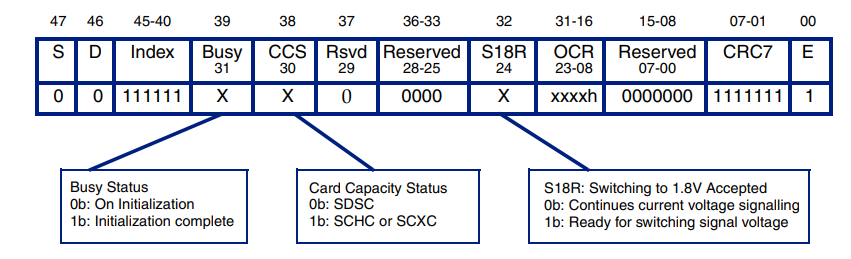 47 46 45-40 39 38 37 36-33 32 31-16 15-08 07-01 00
S D Index Busy CCS Rsvd Reserved S18R OCR Reserved CRC7 E
31 30 29 28-25 24 23-08 07-00
0 0 111111 X X 0 0000 X xxxxh 0000000 1111111 1
Busy Status
0b: On Initialization
1b: Initialization complete
Card Capacity Status
0b: SDSC
1b: SCHC or SCXC
S18R: Switching to 1.8V Accepted
0b: Continues current voltage signalling
1b: Ready for switching signal voltage